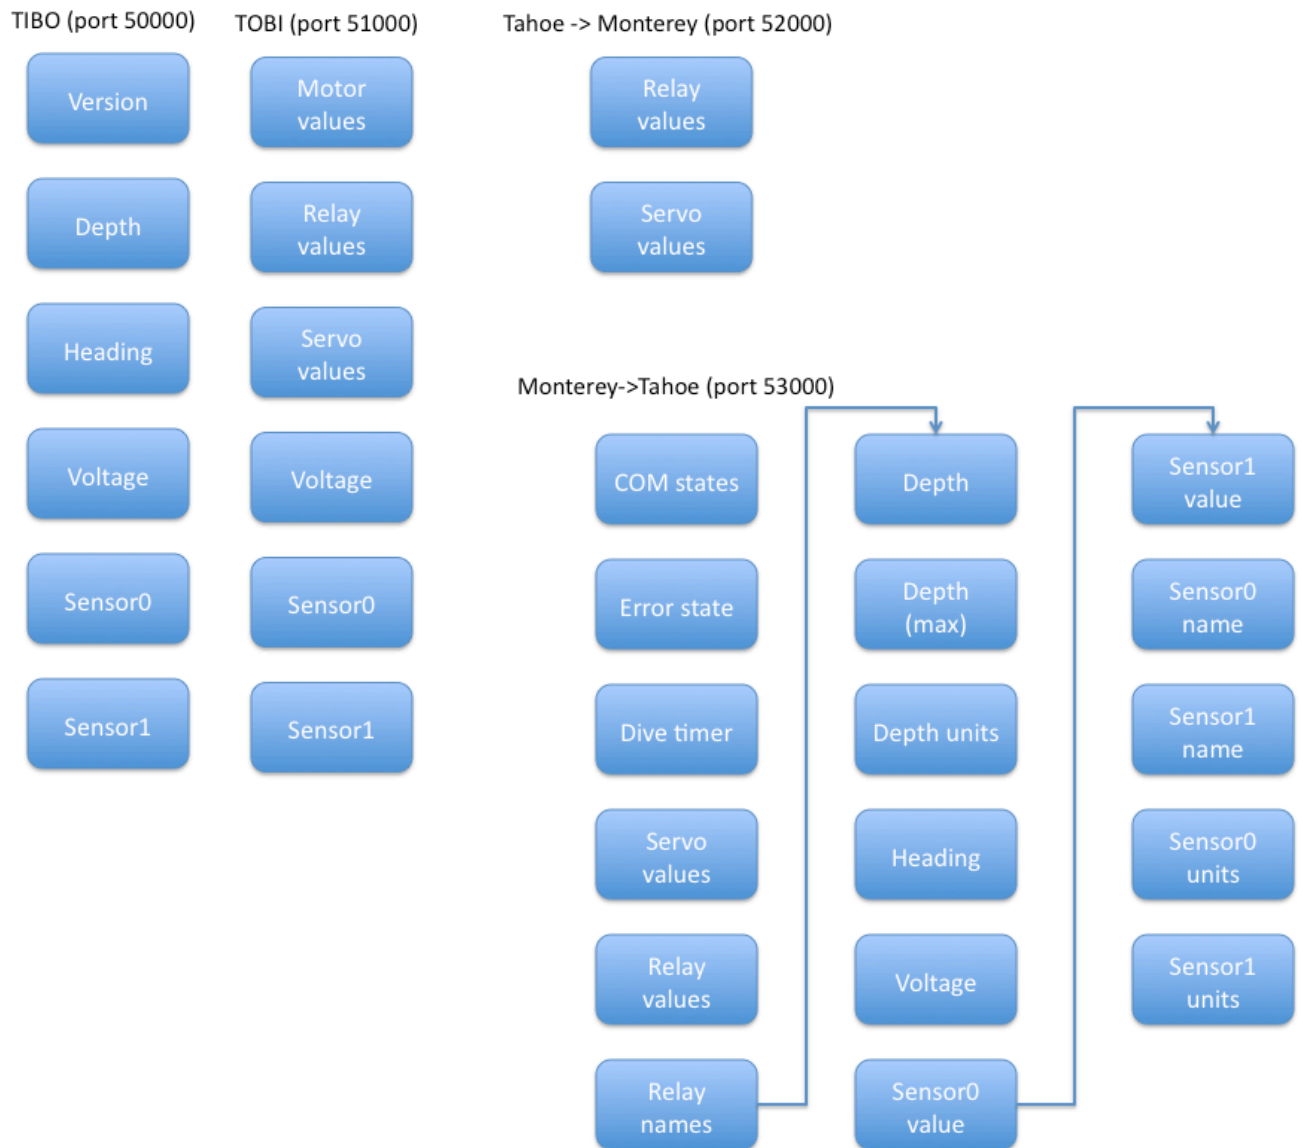 TIBO (port 50000)
Version
Depth
Heading
Voltage
Sensor0
Sensor1
TOBI (port 51000)
Motor
values
Relay
values
Servo
values
Voltage
Sensor0
Sensor1
Tahoe -> Monterey (port 52000)
Relay
values
Servo
values
Monterey->Tahoe (port 53000)
COM states
Error state
Dive timer
Servo
values
Relay
values
Relay
names
Depth
Depth
(max)
Depth units
Heading
Voltage
Sensor0
value
Sensor1
value
Sensor0
name
Sensor1
name
Sensor0
units
Sensor1
units